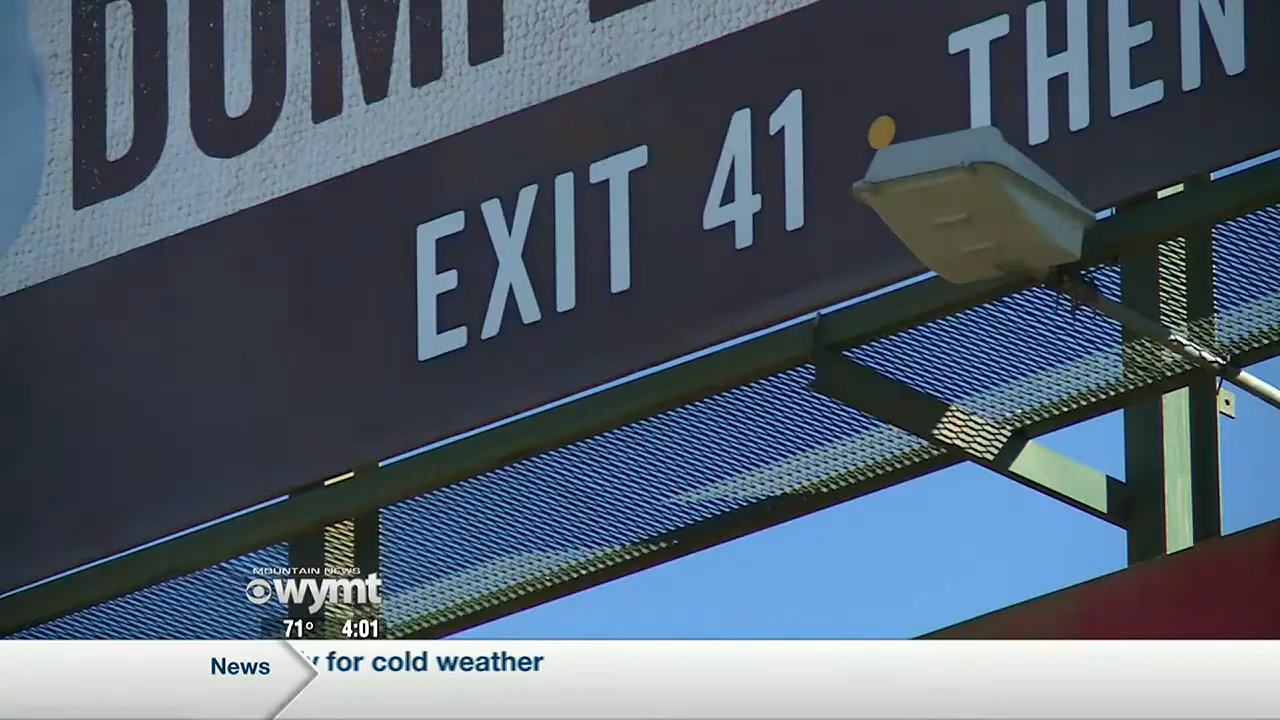 EXIT 41 • THEN
MOUNTAIN NEWS
wymt
71° 4:01
News
for cold weather